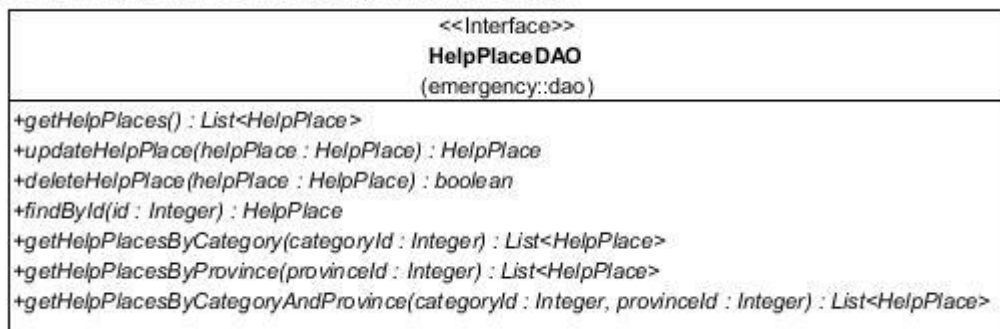 <<Interface>>
HelpPlaceDAO
(emergency::dao)
+getHelpPlaces() : List<HelpPlace>
+updateHelpPlace(helpPlace : HelpPlace) : HelpPlace
+deleteHelpPlace(helpPlace : HelpPlace) : boolean
+findById(id : Integer) : HelpPlace
+getHelpPlacesByCategory(categoryId : Integer) : List<HelpPlace>
+getHelpPlacesByProvince(provinceId : Integer) : List<HelpPlace>
+getHelpPlacesByCategoryAndProvince(categoryId : Integer, provinceId : Integer) : List<HelpPlace>